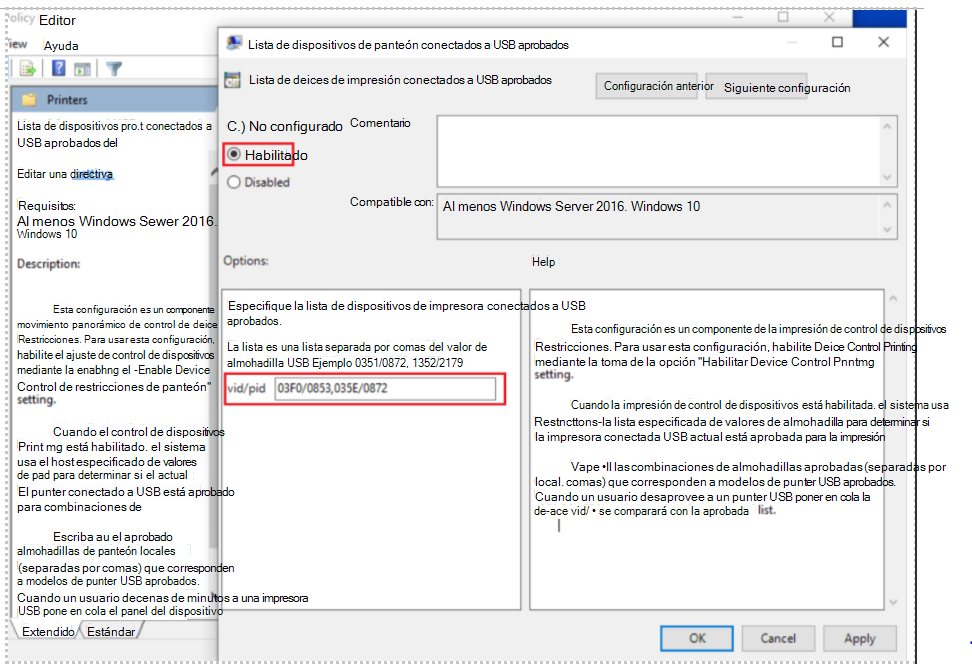 Policy Editor
iew Ayuda
Printers
Lista de dispositivos pro.t conectados a
USB aprobados del
Editar una directiva
Requisitos:
Al menos Windows Sewer 2016.
Windows 10
Description:
Esta configuración es un componente
movimiento panorámico de control de deice
Restricciones. Para usar esta configuración,
habilite el ajuste de control de dispositivos
mediante la enabhng el -Enable Device
Control de restricciones de panteón"
setting.
Cuando el control de dispositivos
Print mg está habilitado. el sistema
usa el host especificado de valores
de pad para determinar si el actual
El punter conectado a USB está aprobado
para combinaciones de
Escriba au el aprobado
almohadillas de panteón locales
(separadas por comas) que corresponden
a modelos de punter USB aprobados.
Cuando un usuario decenas de minutos a una impresora
USB pone en cola el panel del dispositivo
Extendido Estándar
Lista de dispositivos de panteón conectados a USB aprobados
Lista de deices de impresión conectados a USB aprobados
Configuración anterior
Siguiente configuración
C.) No configurado
Comentario
Habilitado
Disabled
Compatible con:
Al menos Windows Server 2016. Windows 10
Options:
Help
Especifique la lista de dispositivos de impresora conectados a USB
aprobados.
La lista es una lista separada por comas del valor de
almohadilla USB Ejemplo 0351/0872, 1352/2179
vid/pid 03F0/0853,035E/0872
Esta configuración es un componente de la impresión de control de dispositivos
Restricciones. Para usar esta configuración, habilite Deice Control Printing
mediante la toma de la opción "Habilitar Device Control Pnntmg
setting.
Cuando la impresión de control de dispositivos está habilitada. el sistema usa
Restncttons-la lista especificada de valores de almohadilla para determinar si
la impresora conectada USB actual está aprobada para la impresión
Vape •Il las combinaciones de almohadillas aprobadas (separadas por
local. comas) que corresponden a modelos de punter USB aprobados.
Cuando un usuario desaprovee a un punter USB poner en cola la
de-ace vid/ • se comparará con la aprobada list.
OK
Cancel
Apply